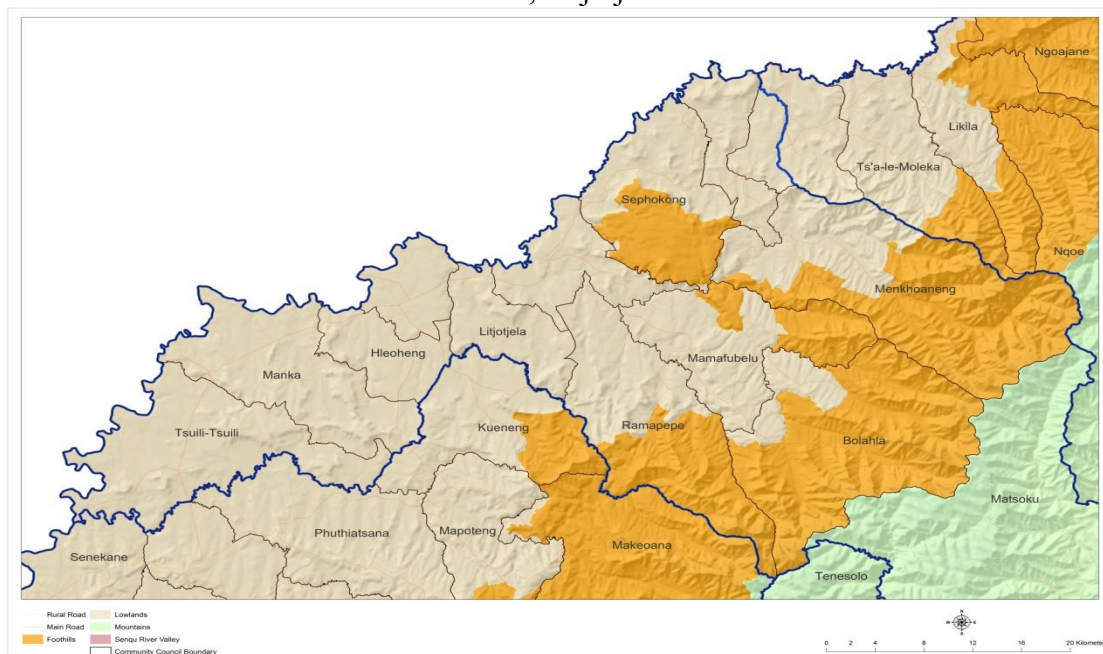 Ngoajane
Likila
Ts'a-le-Moleka
Sephokong
Nqoe
Menkhoaneng
Litjotjela
Hleoheng
Mamafubelu
Manka
Kueneng
Ramapepe
Tsuili-Tsuili
Bolahla
Matsoku
Phuthiatsana
Mapoteng
Makeoana
Senekane
Tenesolo
Rural Road
Main Road
Foothills
Lowlands
Mountains
Senqu River Valley
Community Council Boundary
N
W
S
0 2 4 8 12 16 20 Kilomete